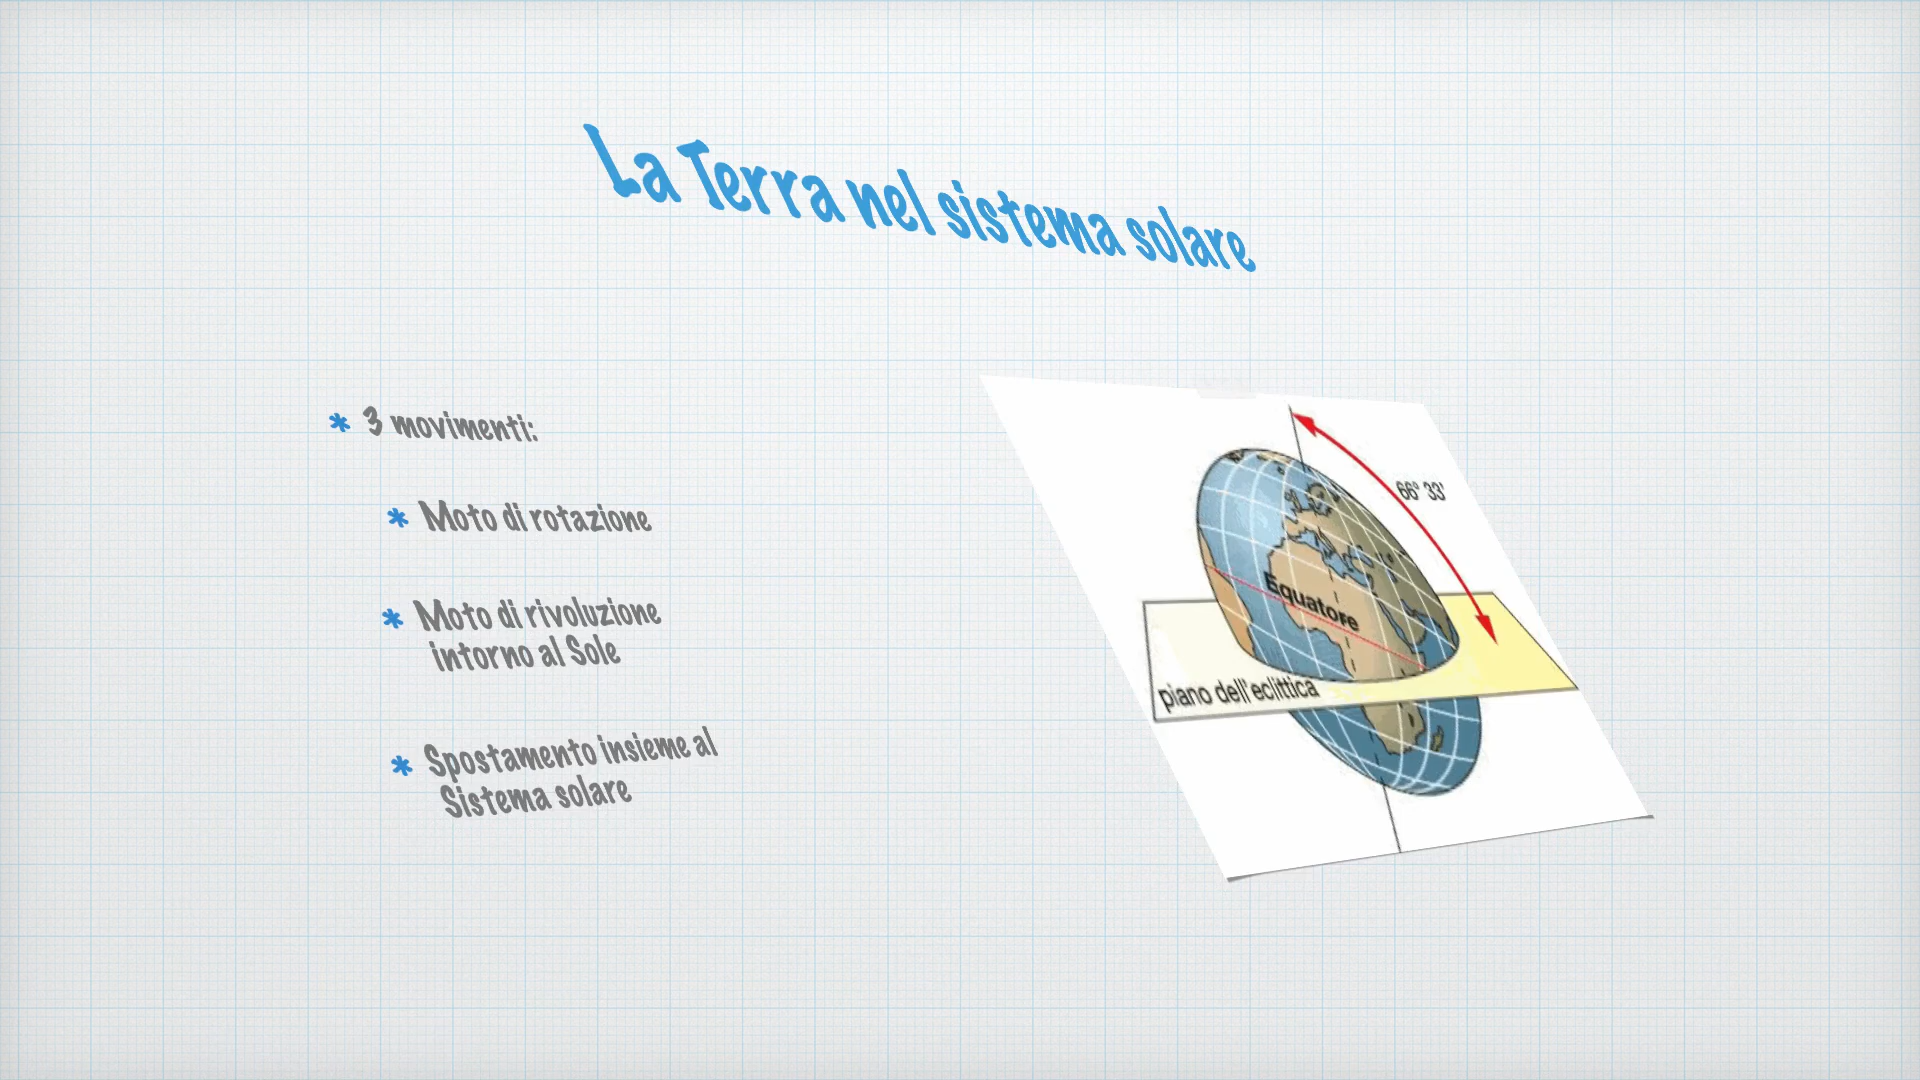 La Terra nel sistema solare
* 3 movimenti:
* Moto di rotazione
* Moto di rivoluzione
intorno al Sole
* Spostamento insieme al
Sistema solare
66° 33'
Equatore
piano dell'eclittica